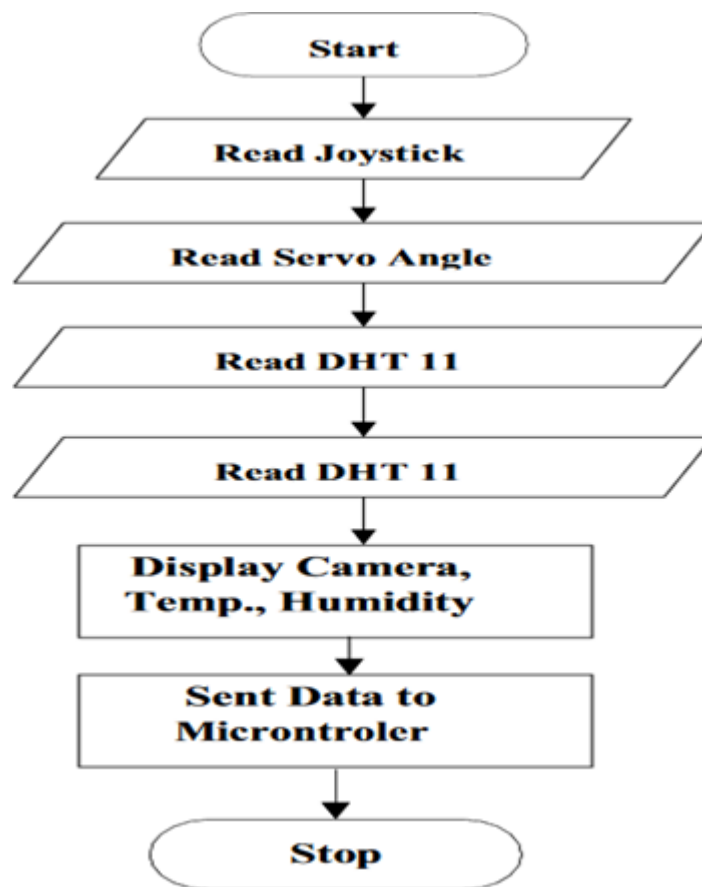 Start
Read Joystick
Read Servo Angle
Read DHT 11
Read DHT 11
Display Camera,
Temp., Humidity
Sent Data to
Microntroler
Stop